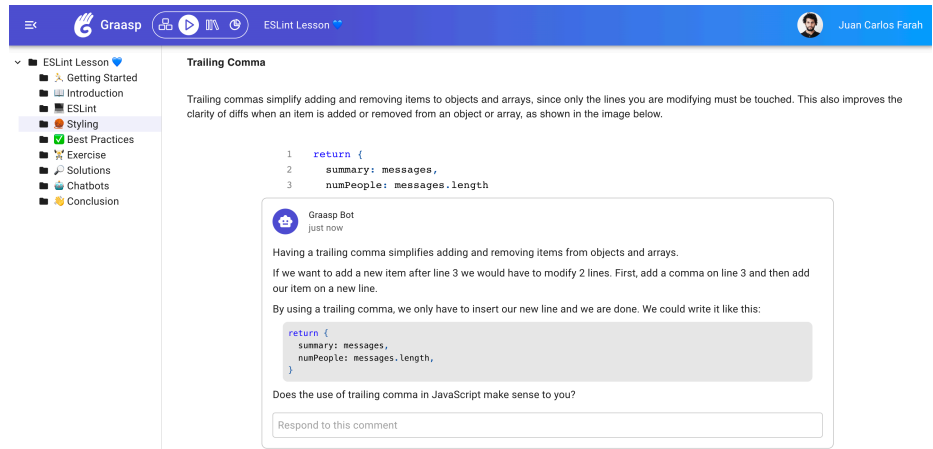 Graasp
ESLint Lesson 💙
Juan Carlos Farah
ESLint Lesson 💙
Getting Started
Introduction
ESLint
Styling
Best Practices
Exercise
Solutions
Chatbots
Conclusion
Trailing Comma
Trailing commas simplify adding and removing items to objects and arrays, since only the lines you are modifying must be touched. This also improves the
clarity of diffs when an item is added or removed from an object or array, as shown in the image below.
1 return {
2   summary: messages,
3   numPeople: messages.length
Graasp Bot
just now
Having a trailing comma simplifies adding and removing items from objects and arrays.
If we want to add a new item after line 3 we would have to modify 2 lines. First, add a comma on line 3 and then add
our item on a new line.
By using a trailing comma, we only have to insert our new line and we are done. We could write it like this:
return {
  summary: messages,
  numPeople: messages.length,
}
Does the use of trailing comma in JavaScript make sense to you?
Respond to this comment